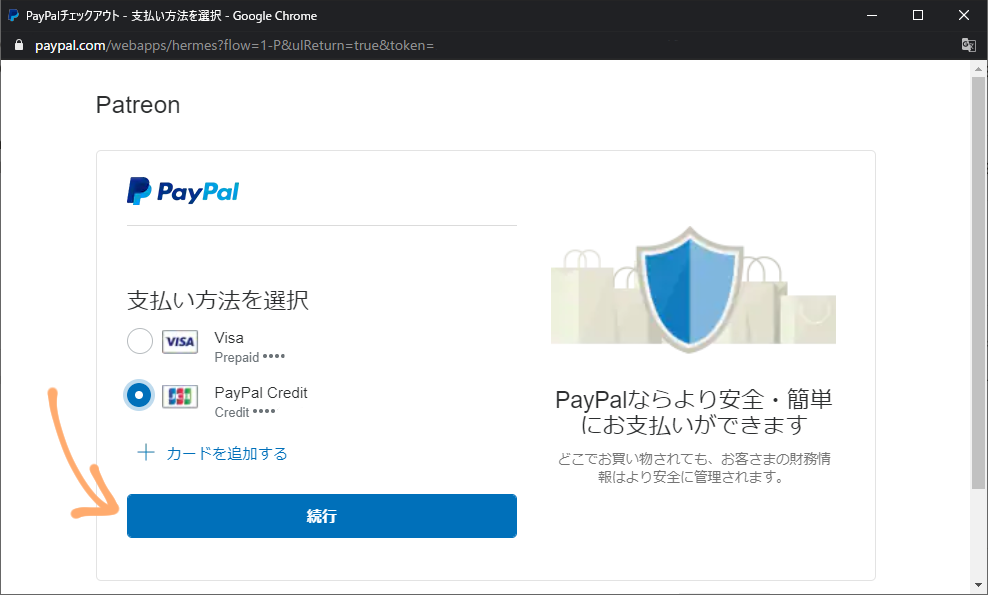 PayPalチェックアウト - 支払い方法を選択 - Google Chrome
paypal.com/webapps/hermes?flow=1-P&ulReturn=true&token=
Patreon
PayPal
支払い方法を選択
VISA
Visa
Prepaid ••••
JCB
PayPal Credit
Credit ••••
＋ カードを追加する
続行
PayPalならより安全・簡単
にお支払いができます
どこでお買い物されても、お客さまの財務情
報はより安全に管理されます。